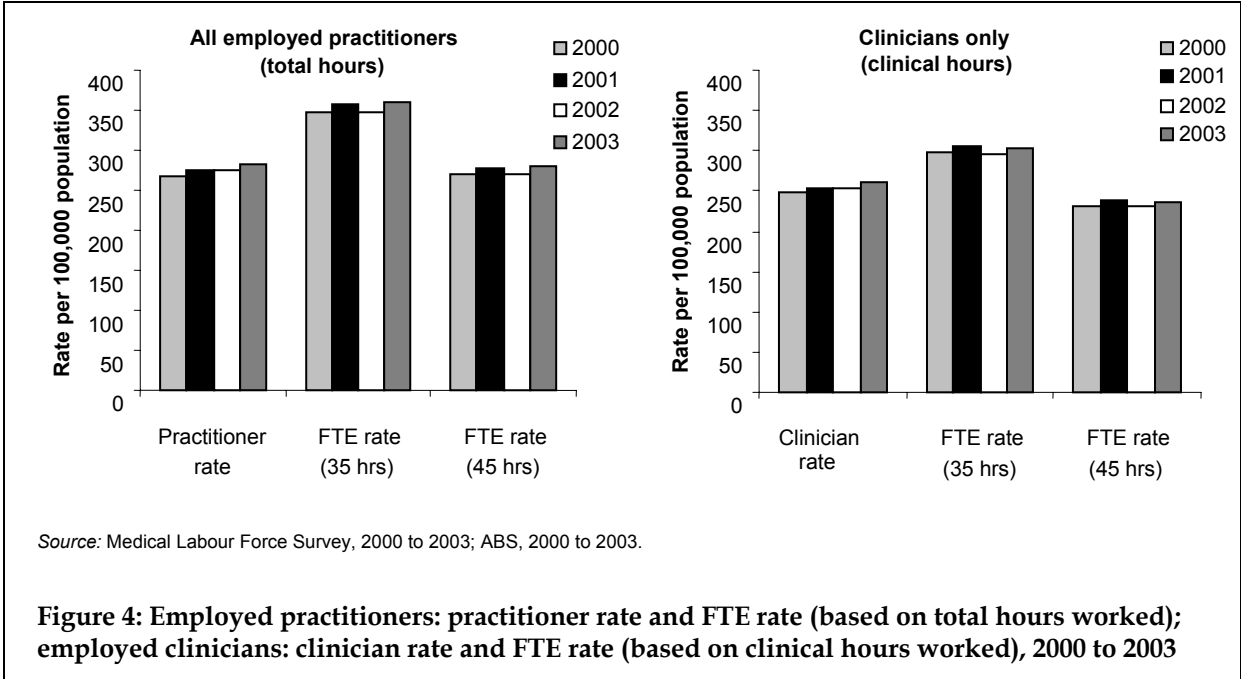 All employed practitioners
(total hours)
2000
2001
2002
2003
Rate per 100,000 population
400
350
300
250
200
150
100
50
0
Practitioner
rate
FTE rate
(35 hrs)
FTE rate
(45 hrs)
Clinicians only
(clinical hours)
2000
2001
2002
2003
Rate per 100,000 population
400
350
300
250
200
150
100
50
0
Clinician
rate
FTE rate
(35 hrs)
FTE rate
(45 hrs)
Source: Medical Labour Force Survey, 2000 to 2003; ABS, 2000 to 2003.
Figure 4: Employed practitioners: practitioner rate and FTE rate (based on total hours worked);
employed clinicians: clinician rate and FTE rate (based on clinical hours worked), 2000 to 2003